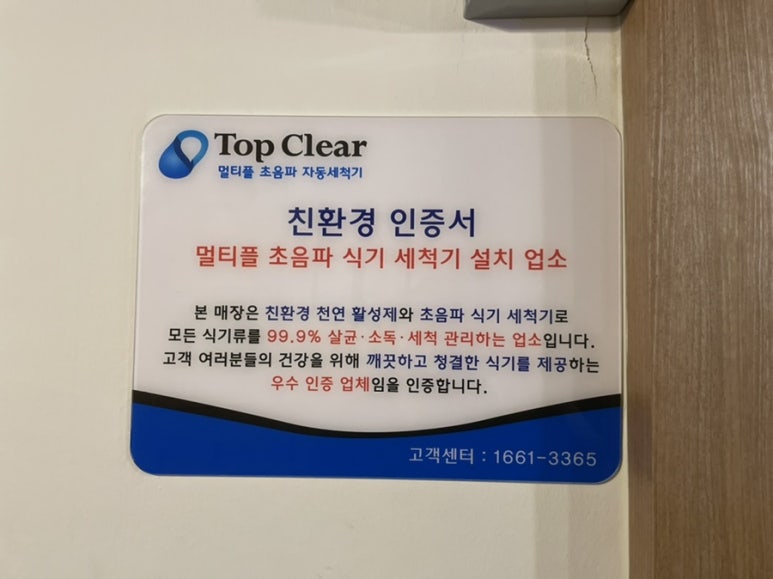 Top Clear
멀티플 초음파 자동세척기
친환경 인증서
멀티플 초음파 식기 세척기 설치 업소
본 매장은 친환경 천연 활성제와 초음파 식기 세척기로
모든 식기류를 99.9% 살균·소독·세척 관리하는 업소입니다.
고객 여러분들의 건강을 위해 깨끗하고 청결한 식기를 제공하는
우수 인증 업체임을 인증합니다.
고객센터 : 1661-3365